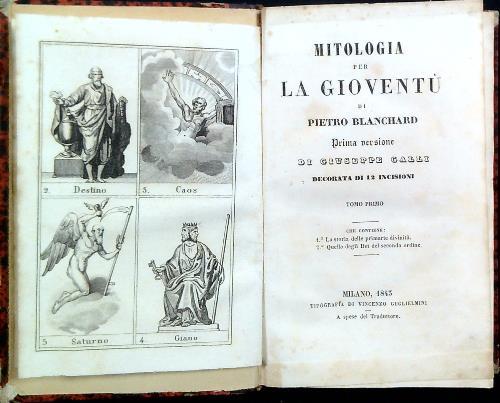 2. Destino
3. Caos
5 Saturno
4 Giano
MITOLOGIA
PER
LA GIOVENTÙ
DI
PIETRO BLANCHARD
Prima versione
DI GIUSEPPE GALLI
DECORATA DI 12 INCISIONI
TOMO PRIMO
CHE CONTIENE:
1.º La storia delle primarie divinità.
2.º Quella degli Dei del secondo ordine.
MILANO, 1843
TIPOGRAFIA DI VINCENZO GUGLIELMINI
A spese del Traduttore.